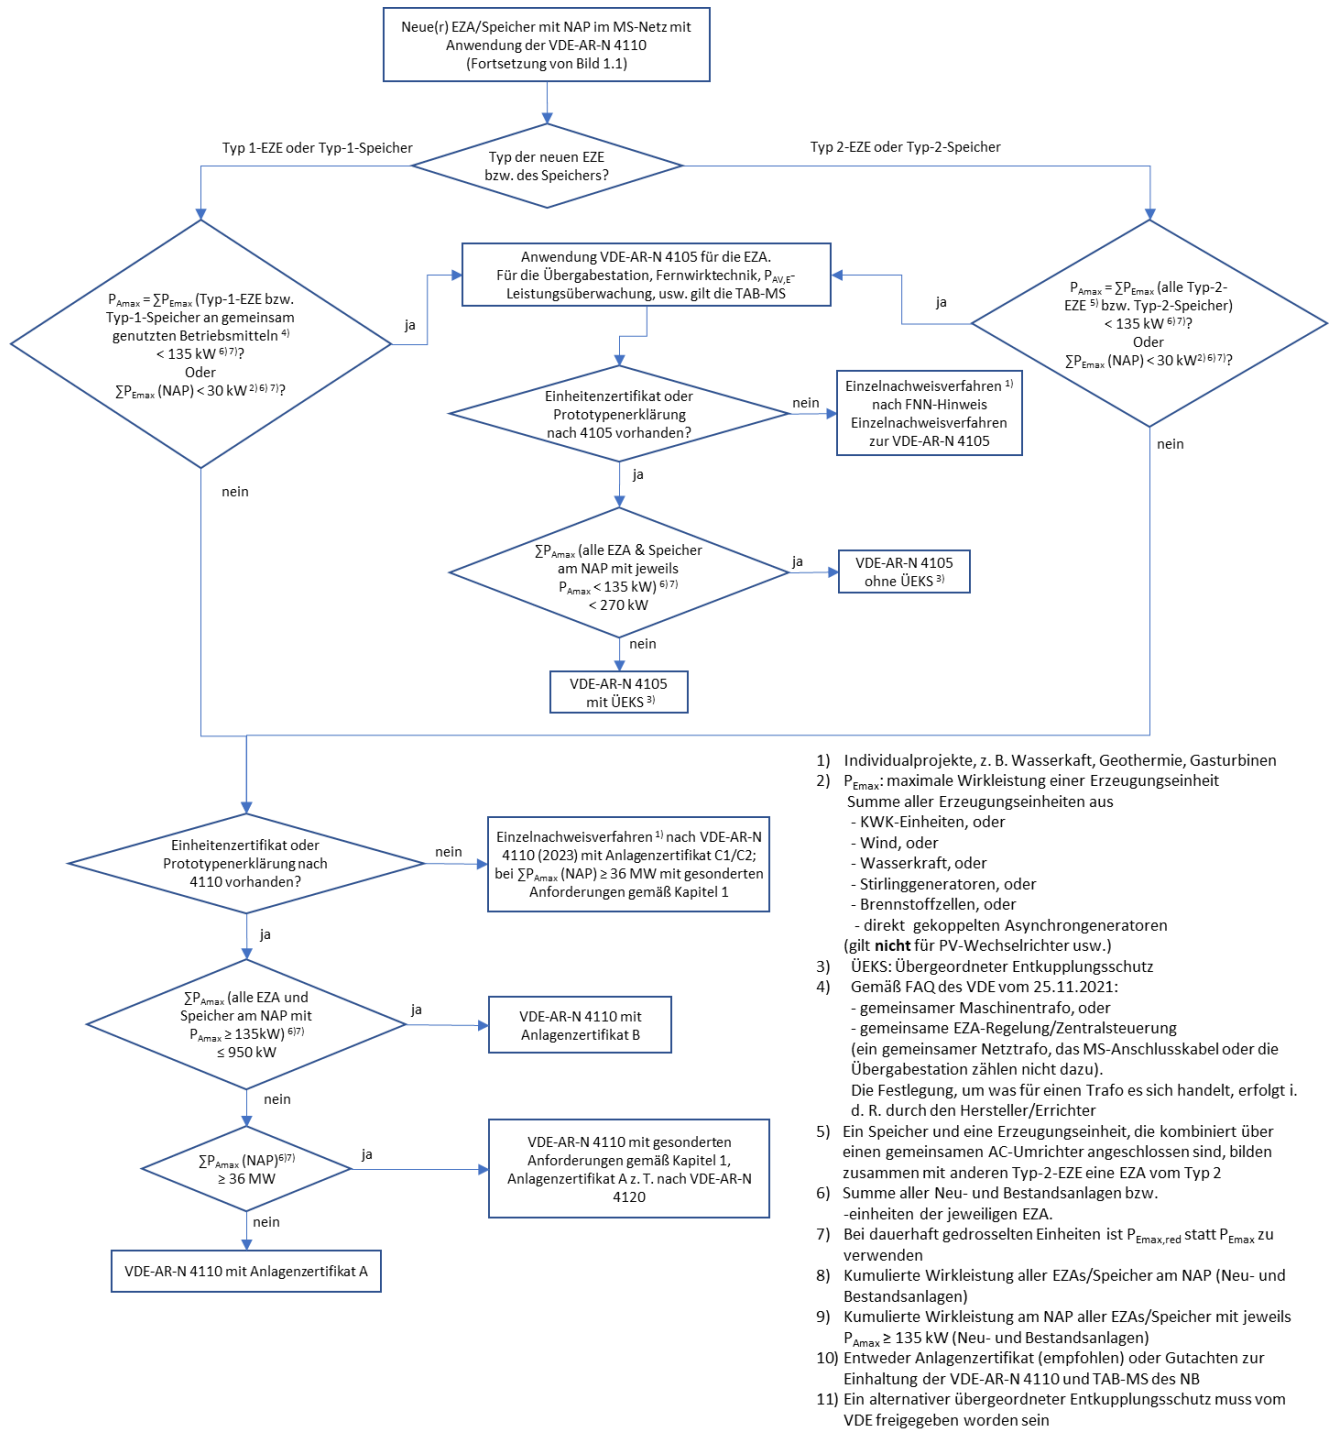 Neue(r) EZA/Speicher mit NAP im MS-Netz mit
Anwendung der VDE-AR-N 4110
(Fortsetzung von Bild 1.1)
Typ 1-EZE oder Typ-1-Speicher
Typ 2-EZE oder Typ-2-Speicher
Typ der neuen EZE
bzw. des Speichers?
P_Amax = ∑P_Emax (Typ-1-EZE bzw.
Typ-1-Speicher an gemeinsam
genutzten Betriebsmitteln 4)
< 135 kW 6) 7)?
Oder
∑P_Emax (NAP) < 30 kW 2) 6) 7)?
ja
nein
Anwendung VDE-AR-N 4105 für die EZA.
Für die Übergabestation, Fernwirktechnik, P_AV,E-
Leistungsüberwachung, usw. gilt die TAB-MS
ja
P_Amax = ∑P_Emax (alle Typ-2-
EZE 5) bzw. Typ-2-Speicher)
< 135 kW 6) 7)?
Oder
∑P_Emax (NAP) < 30 kW2) 6) 7)?
nein
Einheitenzertifikat oder
Prototypenerklärung
nach 4105 vorhanden?
nein
Einzelnachweisverfahren 1)
nach FNN-Hinweis
Einzelnachweisverfahren
zur VDE-AR-N 4105
ja
∑P_Amax (alle EZA & Speicher
am NAP mit jeweils
P_Amax < 135 kW) 6) 7)
< 270 kW
ja
VDE-AR-N 4105
ohne ÜEKS 3)
nein
VDE-AR-N 4105
mit ÜEKS 3)
Einheitenzertifikat oder
Prototypenerklärung nach
4110 vorhanden?
nein
Einzelnachweisverfahren 1) nach VDE-AR-N
4110 (2023) mit Anlagenzertifikat C1/C2;
bei ∑P_Amax (NAP) ≥ 36 MW mit gesonderten
Anforderungen gemäß Kapitel 1
ja
∑P_Amax (alle EZA und
Speicher am NAP mit
P_Amax ≥ 135kW) 6)7)
≤ 950 kW
ja
VDE-AR-N 4110 mit
Anlagenzertifikat B
nein
∑P_Amax (NAP)6)7)
≥ 36 MW
ja
VDE-AR-N 4110 mit gesonderten
Anforderungen gemäß Kapitel 1,
Anlagenzertifikat A z. T. nach VDE-AR-N
4120
nein
VDE-AR-N 4110 mit Anlagenzertifikat A
1) Individualprojekte, z. B. Wasserkaft, Geothermie, Gasturbinen
2) P_Emax: maximale Wirkleistung einer Erzeugungseinheit
Summe aller Erzeugungseinheiten aus
- KWK-Einheiten, oder
- Wind, oder
- Wasserkraft, oder
- Stirlinggeneratoren, oder
- Brennstoffzellen, oder
- direkt gekoppelten Asynchrongeneratoren
(gilt nicht für PV-Wechselrichter usw.)
3) ÜEKS: Übergeordneter Entkupplungsschutz
4) Gemäß FAQ des VDE vom 25.11.2021:
- gemeinsamer Maschinentrafo, oder
- gemeinsame EZA-Regelung/Zentralsteuerung
(ein gemeinsamer Netztrafo, das MS-Anschlusskabel oder die
Übergabestation zählen nicht dazu).
Die Festlegung, um was für einen Trafo es sich handelt, erfolgt i.
d. R. durch den Hersteller/Errichter
5) Ein Speicher und eine Erzeugungseinheit, die kombiniert über
einen gemeinsamen AC-Umrichter angeschlossen sind, bilden
zusammen mit anderen Typ-2-EZE eine EZA vom Typ 2
6) Summe aller Neu- und Bestandsanlagen bzw.
-einheiten der jeweiligen EZA.
7) Bei dauerhaft gedrosselten Einheiten ist P_Emax,red statt P_Emax zu
verwenden
8) Kumulierte Wirkleistung aller EZAs/Speicher am NAP (Neu- und
Bestandsanlagen)
9) Kumulierte Wirkleistung am NAP aller EZAs/Speicher mit jeweils
P_Amax ≥ 135 kW (Neu- und Bestandsanlagen)
10) Entweder Anlagenzertifikat (empfohlen) oder Gutachten zur
Einhaltung der VDE-AR-N 4110 und TAB-MS des NB
11) Ein alternativer übergeordneter Entkupplungsschutz muss vom
VDE freigegeben worden sein